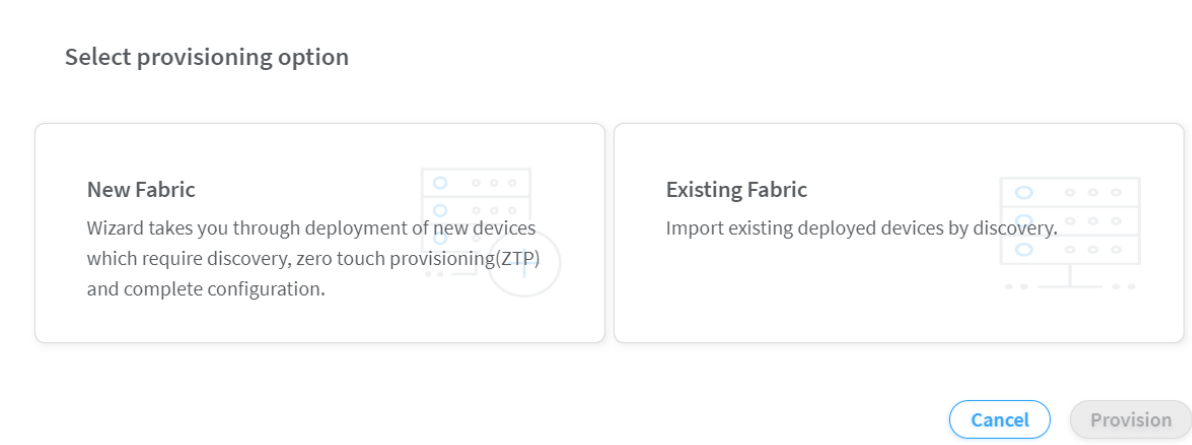 Select provisioning option
New Fabric
Wizard takes you through deployment of new devices
which require discovery, zero touch provisioning(ZTP)
and complete configuration.
Existing Fabric
Import existing deployed devices by discovery.
Cancel
Provision